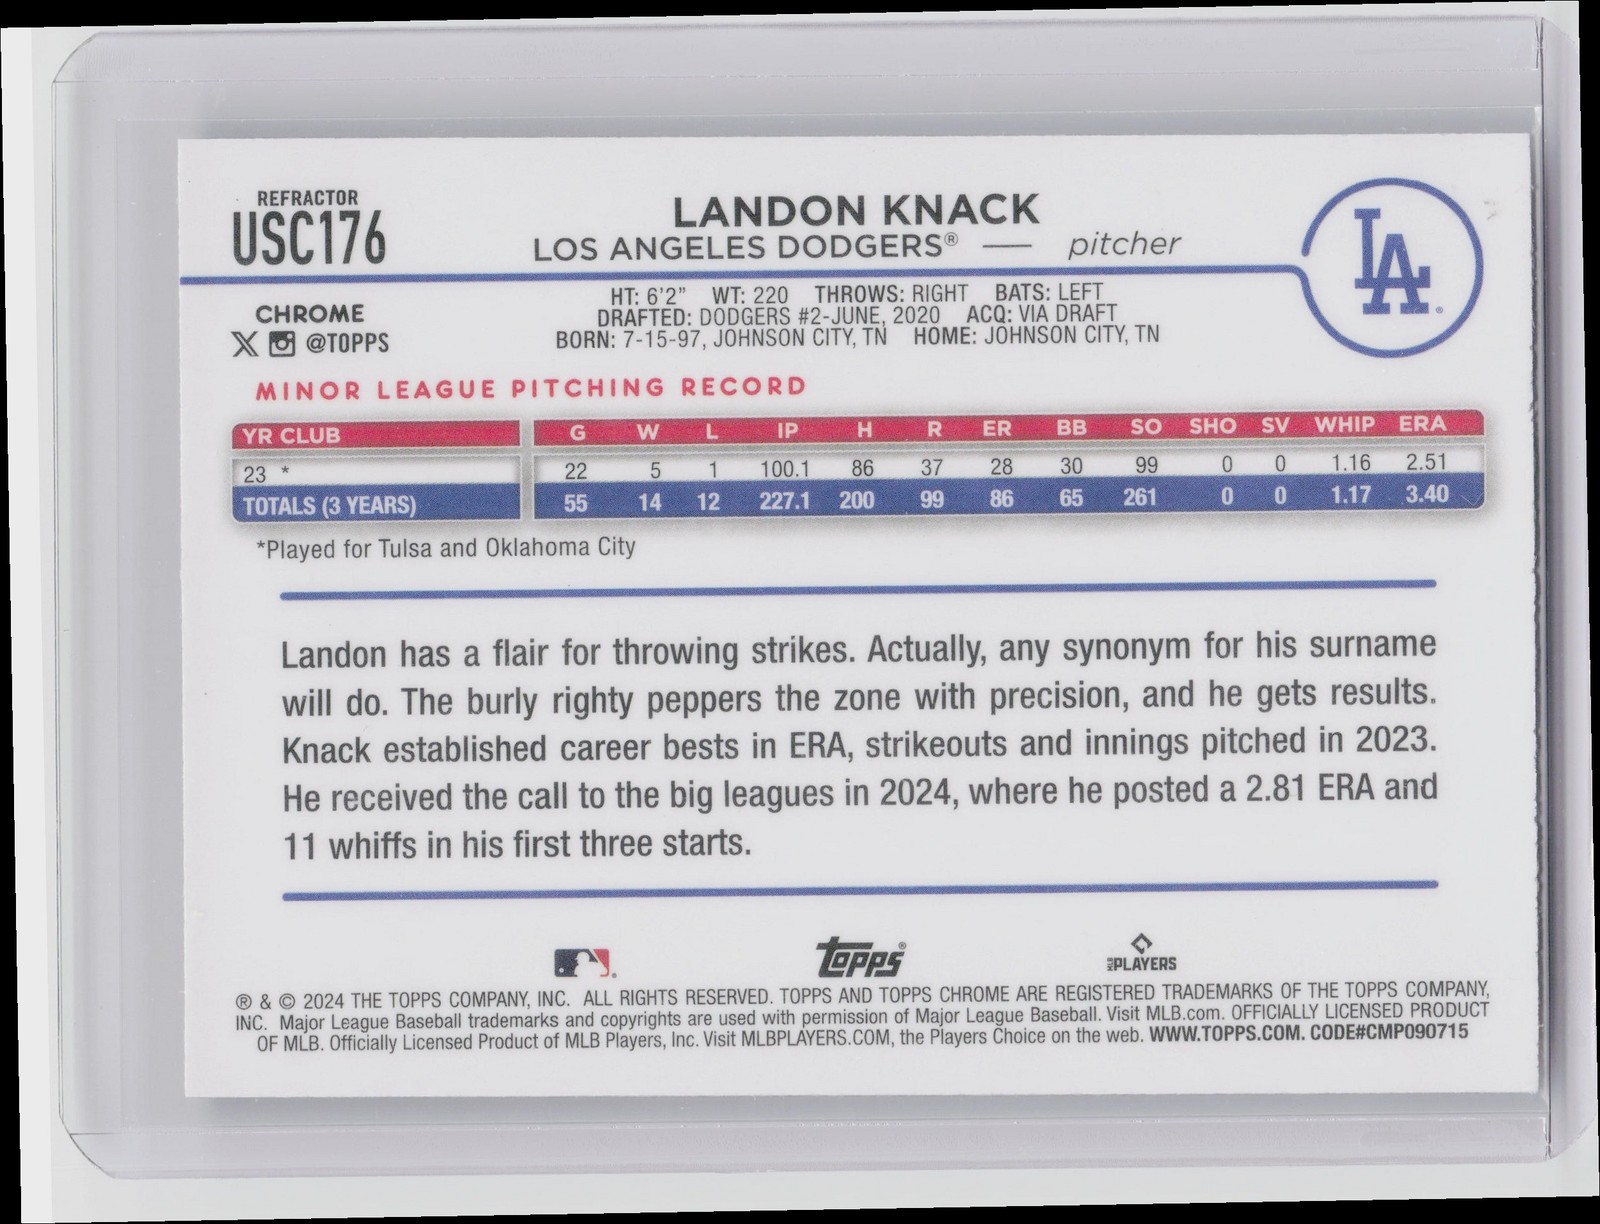 REFRACTOR
USC176
LANDON KNACK
LOS ANGELES DODGERS® — pitcher
LA
CHROME
X @TOPPS
HT: 6'2" WT: 220 THROWS: RIGHT BATS: LEFT
DRAFTED: DODGERS #2-JUNE, 2020 ACQ: VIA DRAFT
BORN: 7-15-97, JOHNSON CITY, TN HOME: JOHNSON CITY, TN
MINOR LEAGUE PITCHING RECORD
YR CLUB G W L IP H R ER BB SO SHO SV WHIP ERA
23 * 22 5 1 100.1 86 37 28 30 99 0 0 1.16 2.51
TOTALS (3 YEARS) 55 14 12 227.1 200 99 86 65 261 0 0 1.17 3.40
*Played for Tulsa and Oklahoma City
Landon has a flair for throwing strikes. Actually, any synonym for his surname
will do. The burly righty peppers the zone with precision, and he gets results.
Knack established career bests in ERA, strikeouts and innings pitched in 2023.
He received the call to the big leagues in 2024, where he posted a 2.81 ERA and
11 whiffs in his first three starts.
Topps®
MLB PLAYERS
® & © 2024 THE TOPPS COMPANY, INC. ALL RIGHTS RESERVED. TOPPS AND TOPPS CHROME ARE REGISTERED TRADEMARKS OF THE TOPPS COMPANY,
INC. Major League Baseball trademarks and copyrights are used with permission of Major League Baseball. Visit MLB.com. OFFICIALLY LICENSED PRODUCT
OF MLB. Officially Licensed Product of MLB Players, Inc. Visit MLBPLAYERS.COM, the Players Choice on the web. WWW.TOPPS.COM. CODE#CMP090715